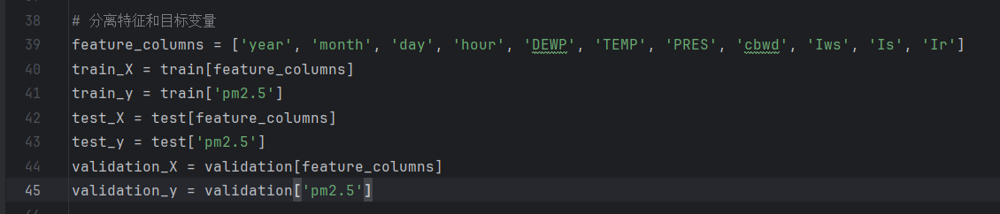 38 # 分离特征和目标变量
39 feature_columns = ['year', 'month', 'day', 'hour', 'DEWP', 'TEMP', 'PRES', 'cbwd', 'Iws', 'Is', 'Ir']
40 train_X = train[feature_columns]
41 train_y = train['pm2.5']
42 test_X = test[feature_columns]
43 test_y = test['pm2.5']
44 validation_X = validation[feature_columns]
45 validation_y = validation['pm2.5']